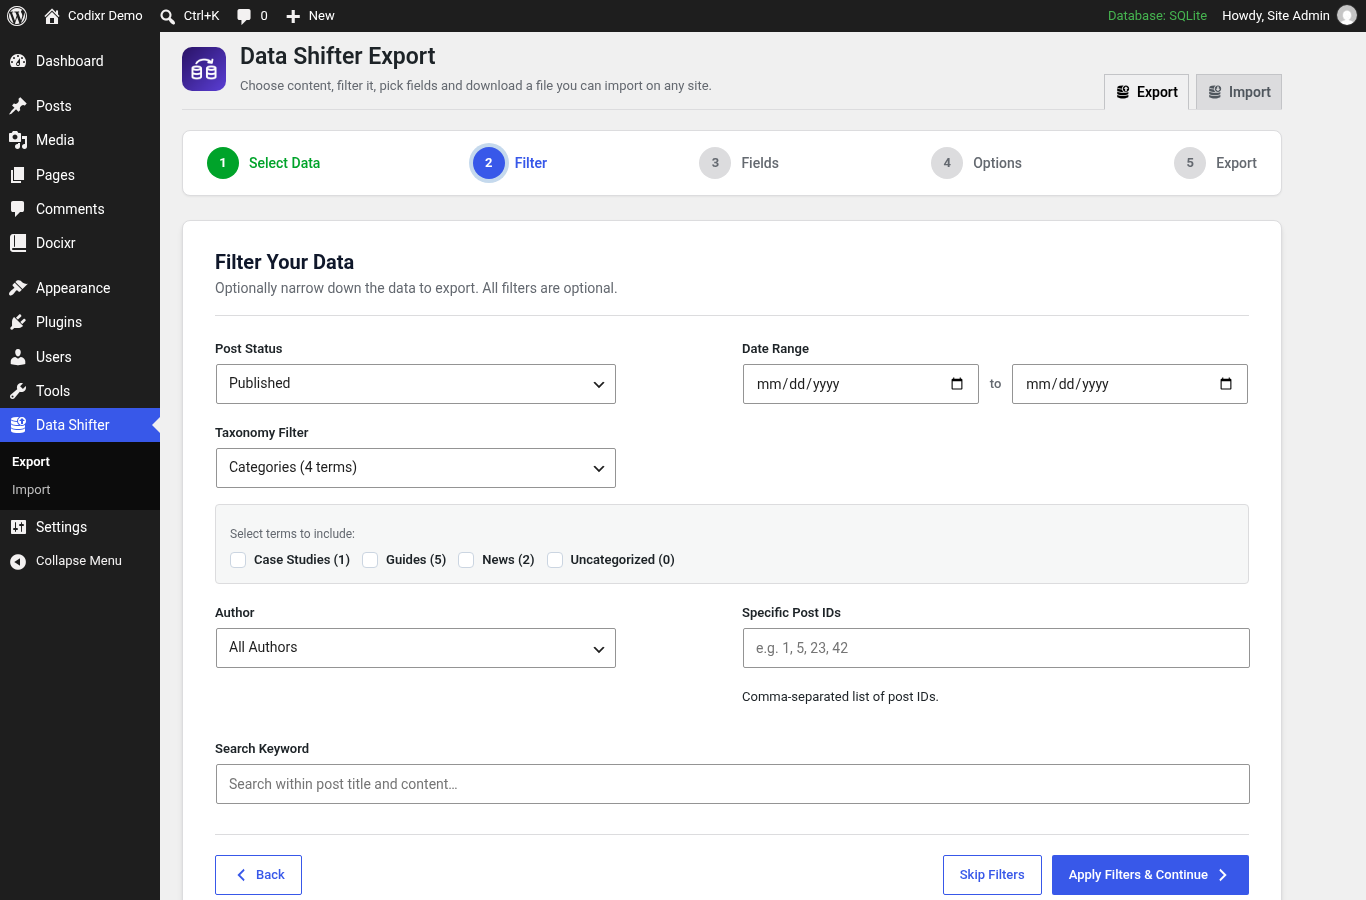 Codixr Demo
Ctrl+K
0
New
Database: SQLite
Howdy, Site Admin
Dashboard
Posts
Media
Pages
Comments
Docixr
Appearance
Plugins
Users
Tools
Data Shifter
Export
Import
Settings
Collapse Menu
Data Shifter Export
Choose content, filter it, pick fields and download a file you can import on any site.
Export
Import
1 Select Data
2 Filter
3 Fields
4 Options
5 Export
Filter Your Data
Optionally narrow down the data to export. All filters are optional.
Post Status
Published
Date Range
mm/dd/yyyy to mm/dd/yyyy
Taxonomy Filter
Categories (4 terms)
Select terms to include:
Case Studies (1) Guides (5) News (2) Uncategorized (0)
Author
All Authors
Specific Post IDs
e.g. 1, 5, 23, 42
Comma-separated list of post IDs.
Search Keyword
Search within post title and content...
Back
Skip Filters
Apply Filters & Continue